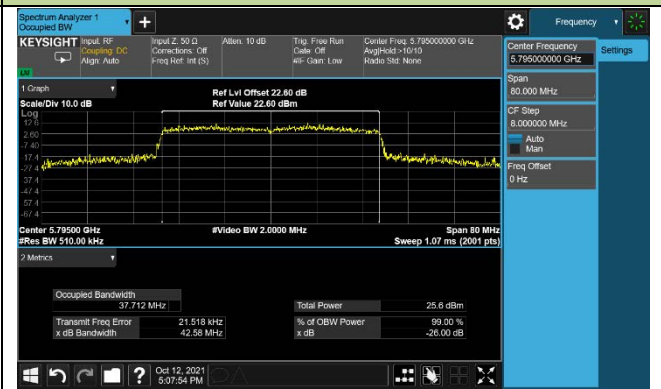 Spectrum Analyzer 1
Occupied BW
Frequency
KEYSIGHT
Input: RF
Coupling: DC
Align: Auto
Input Z: 50 Ω
Corrections: Off
Freq Ref: Int (S)
Atten: 10 dB
Trig: Free Run
Gate: Off
#IF Gain: Low
Center Freq: 5.795000000 GHz
Avg|Hold:>10/10
Radio Std: None
Center Frequency
5.795000000 GHz
Settings
Span
80.000 MHz
CF Step
8.000000 MHz
Auto
Man
Freq Offset
0 Hz
1 Graph
Scale/Div 10.0 dB
Ref Lvl Offset 22.60 dB
Ref Value 22.60 dBm
Log
12.6
2.60
-7.40
-17.4
-27.4
-37.4
-47.4
-57.4
-67.4
Center 5.79500 GHz
#Video BW 2.0000 MHz
Span 80 MHz
#Res BW 510.00 kHz
Sweep 1.07 ms (2001 pts)
2 Metrics
Occupied Bandwidth
37.712 MHz
Total Power
25.6 dBm
Transmit Freq Error
21.518 kHz
% of OBW Power
99.00 %
x dB Bandwidth
42.58 MHz
x dB
-26.00 dB
?
Oct 12, 2021
5:07:54 PM